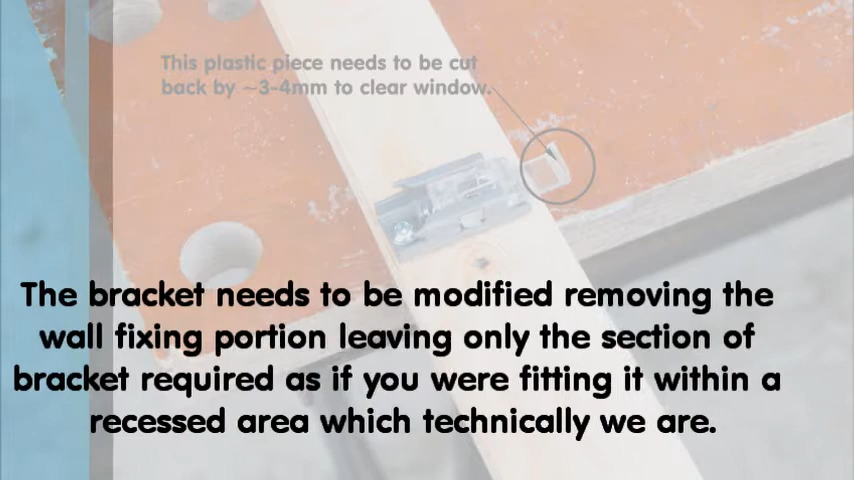 This plastic piece needs to be cut
back by ~3-4mm to clear window.
The bracket needs to be modified removing the
wall fixing portion leaving only the section of
bracket required as if you were fitting it within a
recessed area which technically we are.